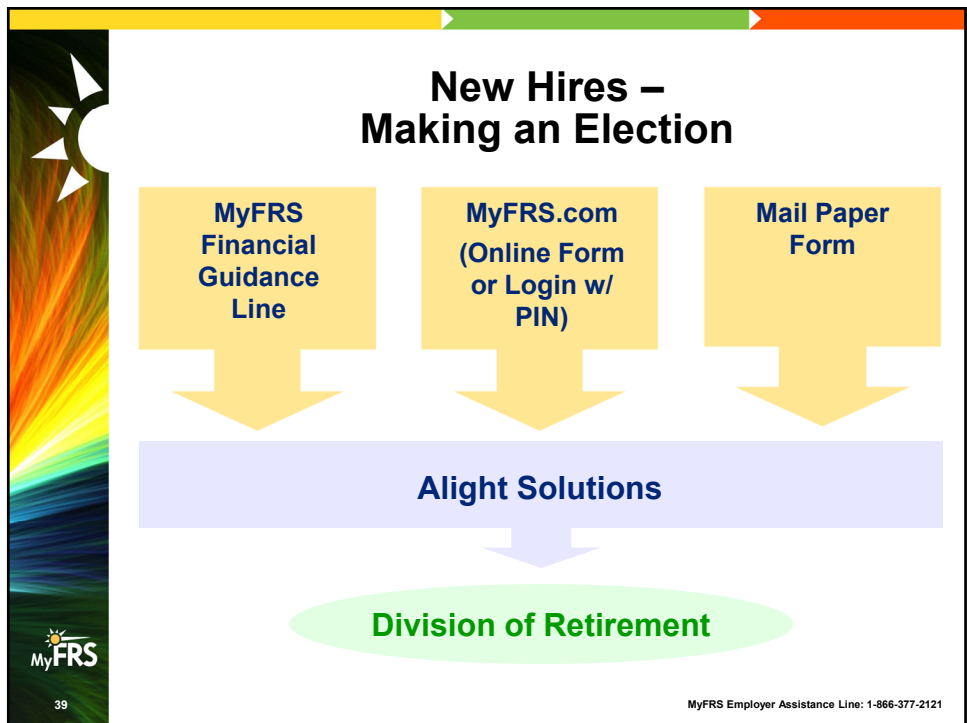 New Hires –
Making an Election
MyFRS
Financial
Guidance
Line
MyFRS.com
(Online Form
or Login w/
PIN)
Mail Paper
Form
Alight Solutions
Division of Retirement
MyFRS
39
MyFRS Employer Assistance Line: 1-866-377-2121